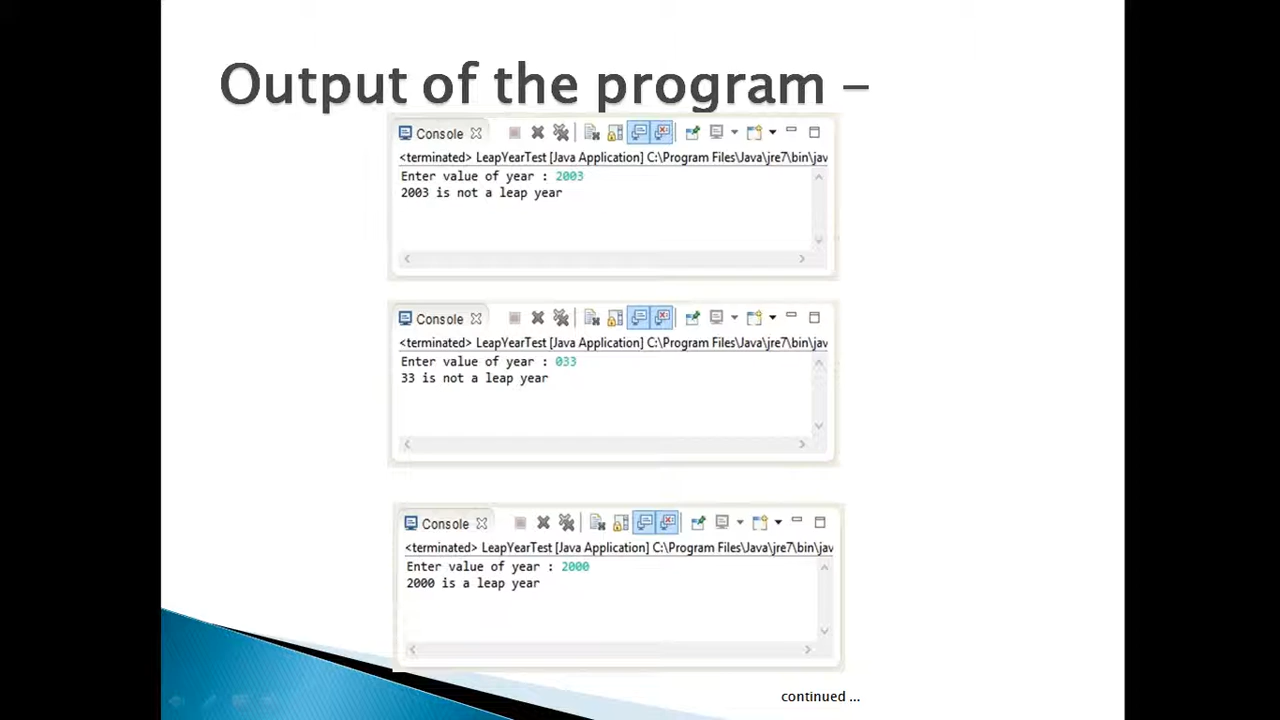 Output of the program –
Console
<terminated> LeapYearTest [Java Application] C:\Program Files\Java\jre7\bin\jav
Enter value of year : 2003
2003 is not a leap year
Console
<terminated> LeapYearTest [Java Application] C:\Program Files\Java\jre7\bin\jav
Enter value of year : 033
33 is not a leap year
Console
<terminated> LeapYearTest [Java Application] C:\Program Files\Java\jre7\bin\jav
Enter value of year : 2000
2000 is a leap year
continued ...